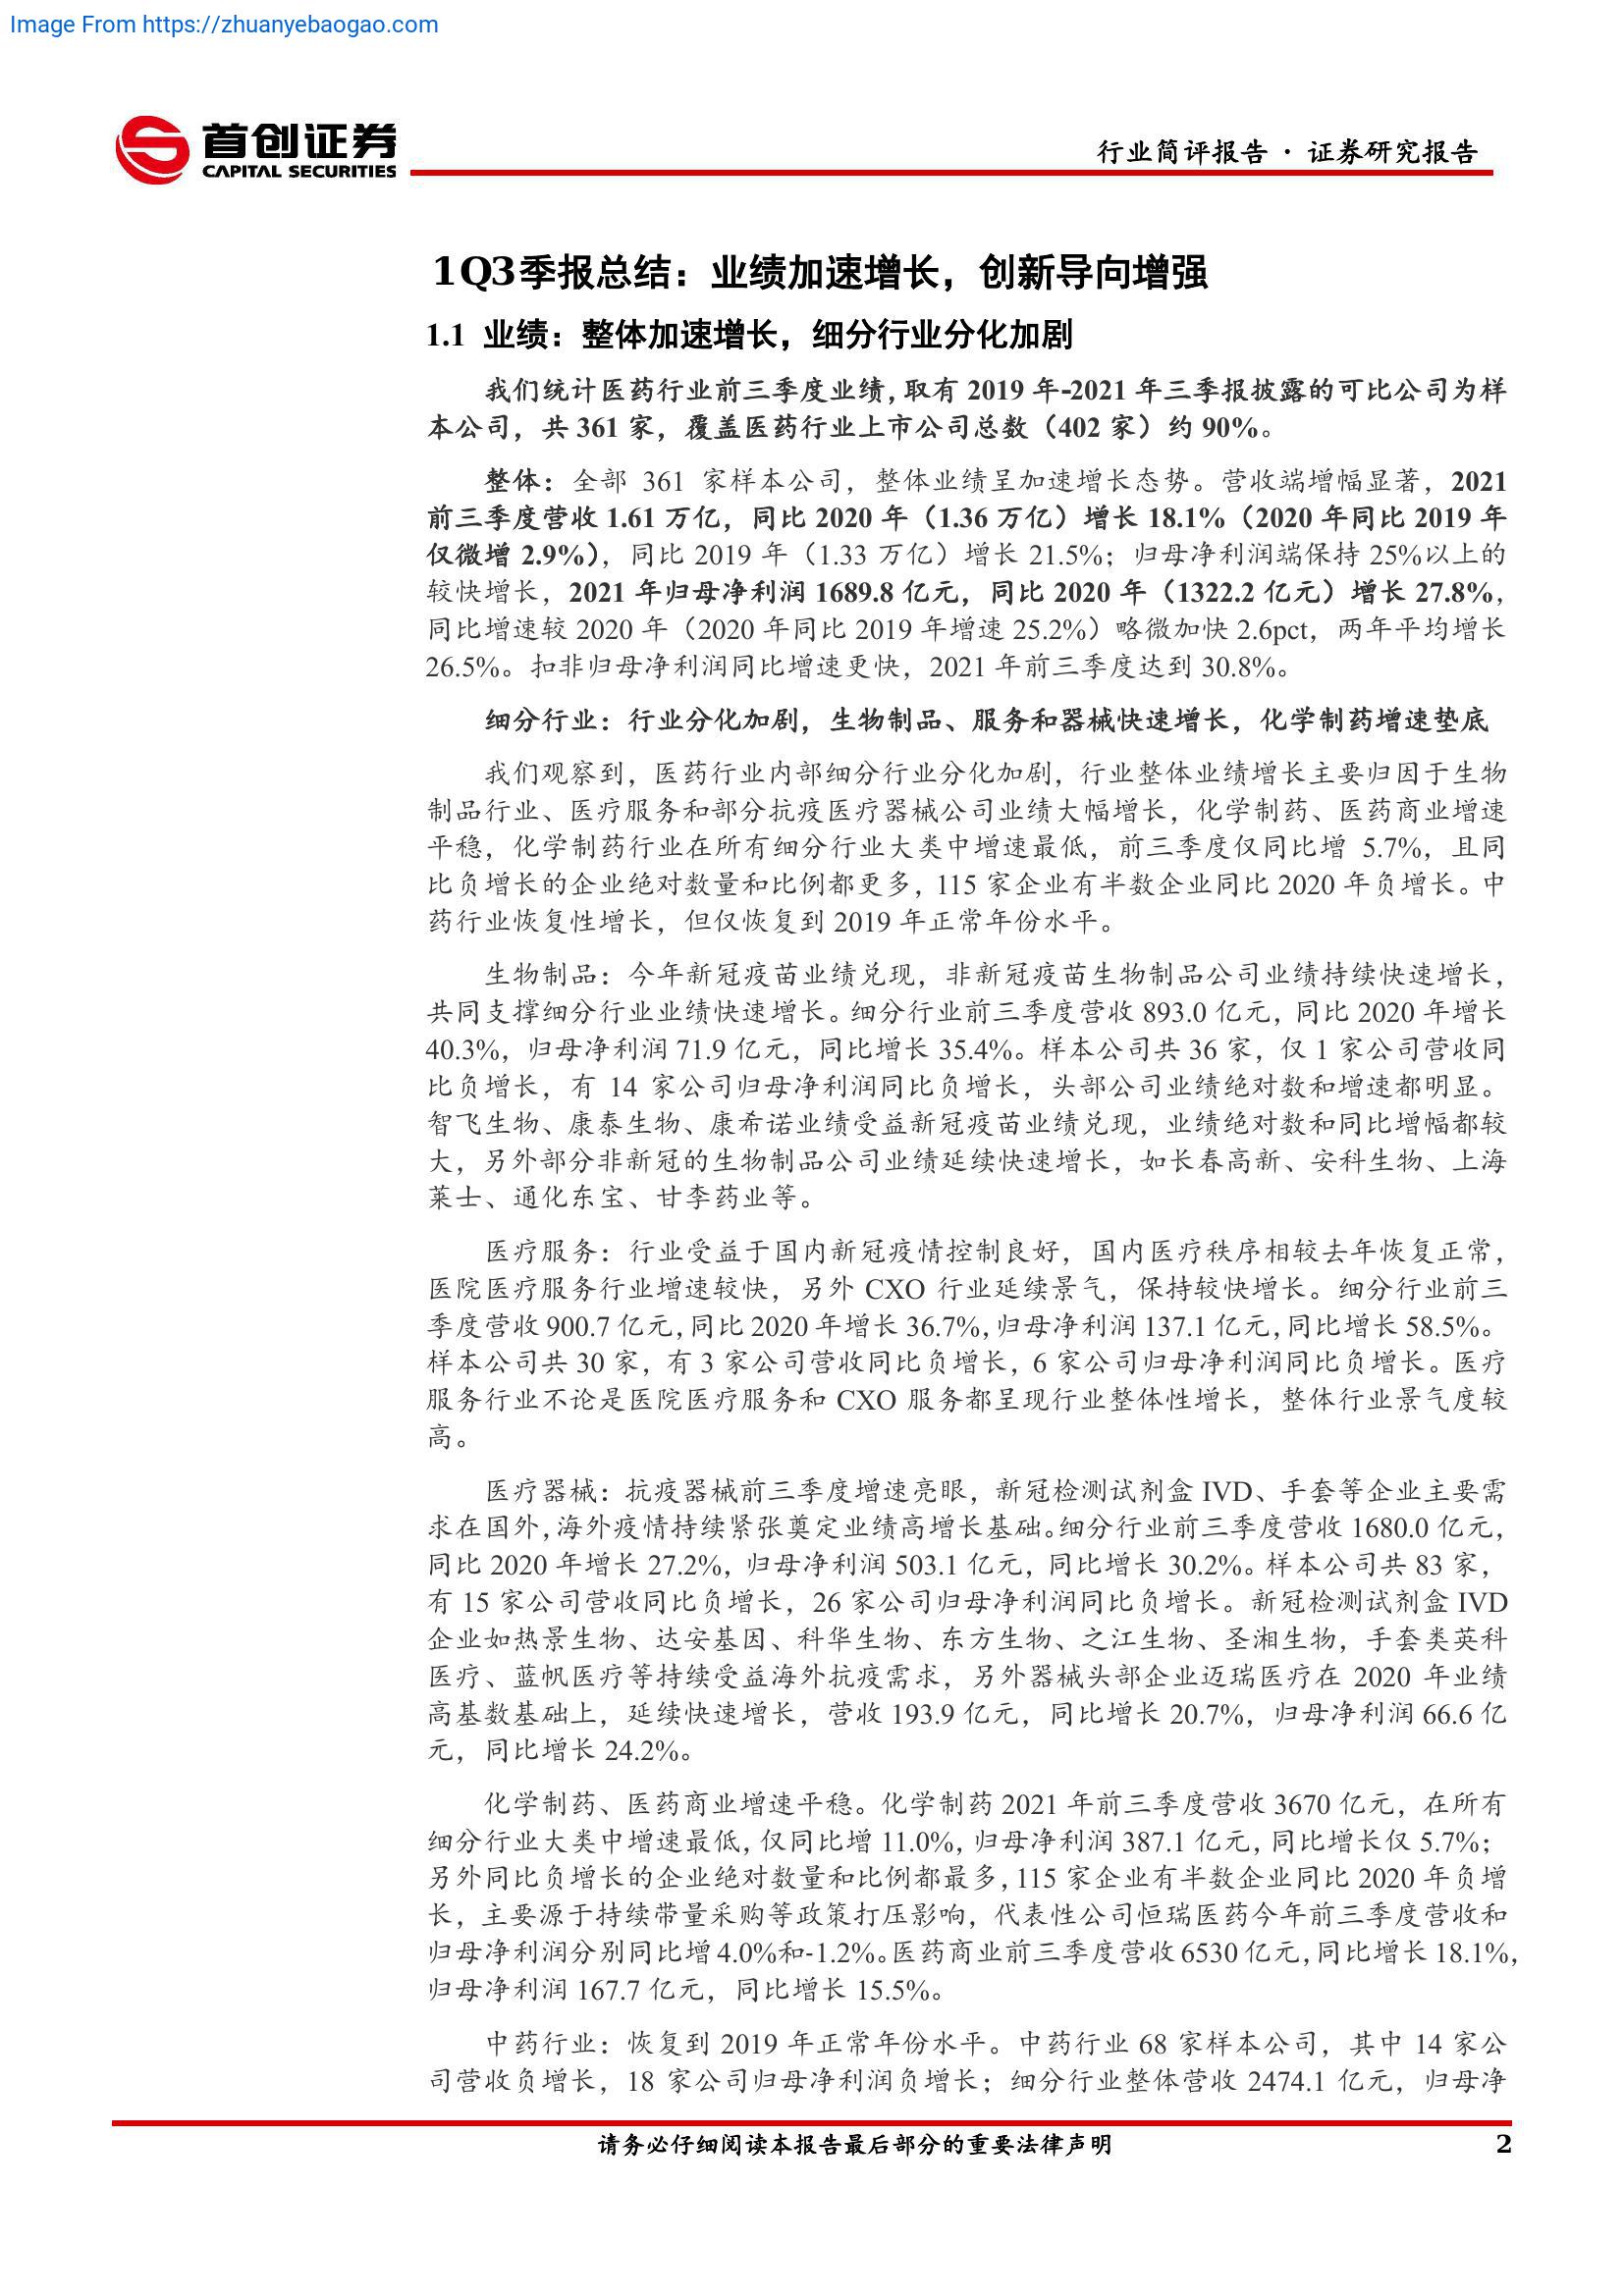 Image From https://zhuanyebaogao.com
首创证券
CAPITAL SECURITIES
行业简评报告 · 证券研究报告
1Q3季报总结：业绩加速增长，创新导向增强
1.1 业绩：整体加速增长，细分行业分化加剧
我们统计医药行业前三季度业绩，取有 2019 年-2021 年三季报披露的可比公司为样
本公司，共 361 家，覆盖医药行业上市公司总数（402 家）约 90%。
整体：全部 361 家样本公司，整体业绩呈加速增长态势。营收端增幅显著，2021
前三季度营收 1.61 万亿，同比 2020 年（1.36 万亿）增长 18.1%（2020 年同比 2019 年
仅微增 2.9%），同比 2019 年（1.33 万亿）增长 21.5%；归母净利润端保持 25%以上的
较快增长，2021 年归母净利润 1689.8 亿元，同比 2020 年（1322.2 亿元）增长 27.8%，
同比增速较 2020 年（2020 年同比 2019 年增速 25.2%）略微加快 2.6pct，两年平均增长
26.5%。扣非归母净利润同比增速更快，2021 年前三季度达到 30.8%。
细分行业：行业分化加剧，生物制品、服务和器械快速增长，化学制药增速垫底
我们观察到，医药行业内部细分行业分化加剧，行业整体业绩增长主要归因于生物
制品行业、医疗服务和部分抗疫医疗器械公司业绩大幅增长，化学制药、医药商业增速
平稳，化学制药行业在所有细分行业大类中增速最低，前三季度仅同比增 5.7%，且同
比负增长的企业绝对数量和比例都更多，115 家企业有半数企业同比 2020 年负增长。中
药行业恢复性增长，但仅恢复到 2019 年正常年份水平。
生物制品：今年新冠疫苗业绩兑现，非新冠疫苗生物制品公司业绩持续快速增长，
共同支撑细分行业业绩快速增长。细分行业前三季度营收 893.0 亿元，同比 2020 年增长
40.3%，归母净利润 71.9 亿元，同比增长 35.4%。样本公司共 36 家，仅 1 家公司营收同
比负增长，有 14 家公司归母净利润同比负增长，头部公司业绩绝对数和增速都明显。
智飞生物、康泰生物、康希诺业绩受益新冠疫苗业绩兑现，业绩绝对数和同比增幅都较
大，另外部分非新冠的生物制品公司业绩延续快速增长，如长春高新、安科生物、上海
莱士、通化东宝、甘李药业等。
医疗服务：行业受益于国内新冠疫情控制良好，国内医疗秩序相较去年恢复正常，
医院医疗服务行业增速较快，另外 CXO 行业延续景气，保持较快增长。细分行业前三
季度营收 900.7 亿元，同比 2020 年增长 36.7%，归母净利润 137.1 亿元，同比增长 58.5%。
样本公司共 30 家，有 3 家公司营收同比负增长，6 家公司归母净利润同比负增长。医疗
服务行业不论是医院医疗服务和 CXO 服务都呈现行业整体性增长，整体行业景气度较
高。
医疗器械：抗疫器械前三季度增速亮眼，新冠检测试剂盒 IVD、手套等企业主要需
求在国外，海外疫情持续紧张奠定业绩高增长基础。细分行业前三季度营收 1680.0 亿元，
同比 2020 年增长 27.2%，归母净利润 503.1 亿元，同比增长 30.2%。样本公司共 83 家，
有 15 家公司营收同比负增长，26 家公司归母净利润同比负增长。新冠检测试剂盒 IVD
企业如热景生物、达安基因、科华生物、东方生物、之江生物、圣湘生物，手套类英科
医疗、蓝帆医疗等持续受益海外抗疫需求，另外器械头部企业迈瑞医疗在 2020 年业绩
高基数基础上，延续快速增长，营收 193.9 亿元，同比增长 20.7%，归母净利润 66.6 亿
元，同比增长 24.2%。
化学制药、医药商业增速平稳。化学制药 2021 年前三季度营收 3670 亿元，在所有
细分行业大类中增速最低，仅同比增 11.0%，归母净利润 387.1 亿元，同比增长仅 5.7%；
另外同比负增长的企业绝对数量和比例都最多，115 家企业有半数企业同比 2020 年负增
长，主要源于持续带量采购等政策打压影响，代表性公司恒瑞医药今年前三季度营收和
归母净利润分别同比增 4.0%和-1.2%。医药商业前三季度营收 6530 亿元，同比增长 18.1%，
归母净利润 167.7 亿元，同比增长 15.5%。
中药行业：恢复到 2019 年正常年份水平。中药行业 68 家样本公司，其中 14 家公
司营收负增长，18 家公司归母净利润负增长；细分行业整体营收 2474.1 亿元，归母净
请务必仔细阅读本报告最后部分的重要法律声明
2